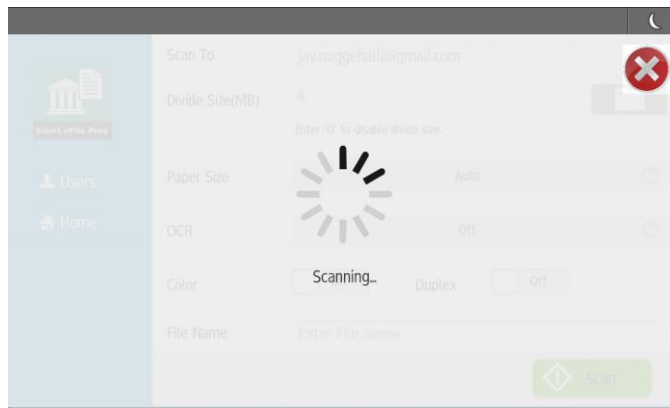 Scan To
joy.nuggehalli@gmail.com
Divide Size(MB)
4
Enter '0' to disable divide size
Court eFile Prep
Users
Paper Size
Auto
Home
OCR
Off
Scanning...
Color
Duplex
Off
File Name
Enter File Name
Scan